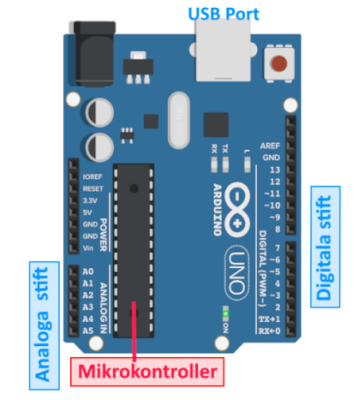 USB Port
RX
TX
L
AREF
GND
13
12
~11
~10
~9
8
7
~6
~5
4
~3
2
TX→1
RX←0
DIGITAL (PWM~)
Digitala stift
ARDUINO
UNO
ON
IOREF
RESET
3.3V
5V
GND
GND
Vin
POWER
A0
A1
A2
A3
A4
A5
ANALOG IN
Analoga stift
Mikrokontroller